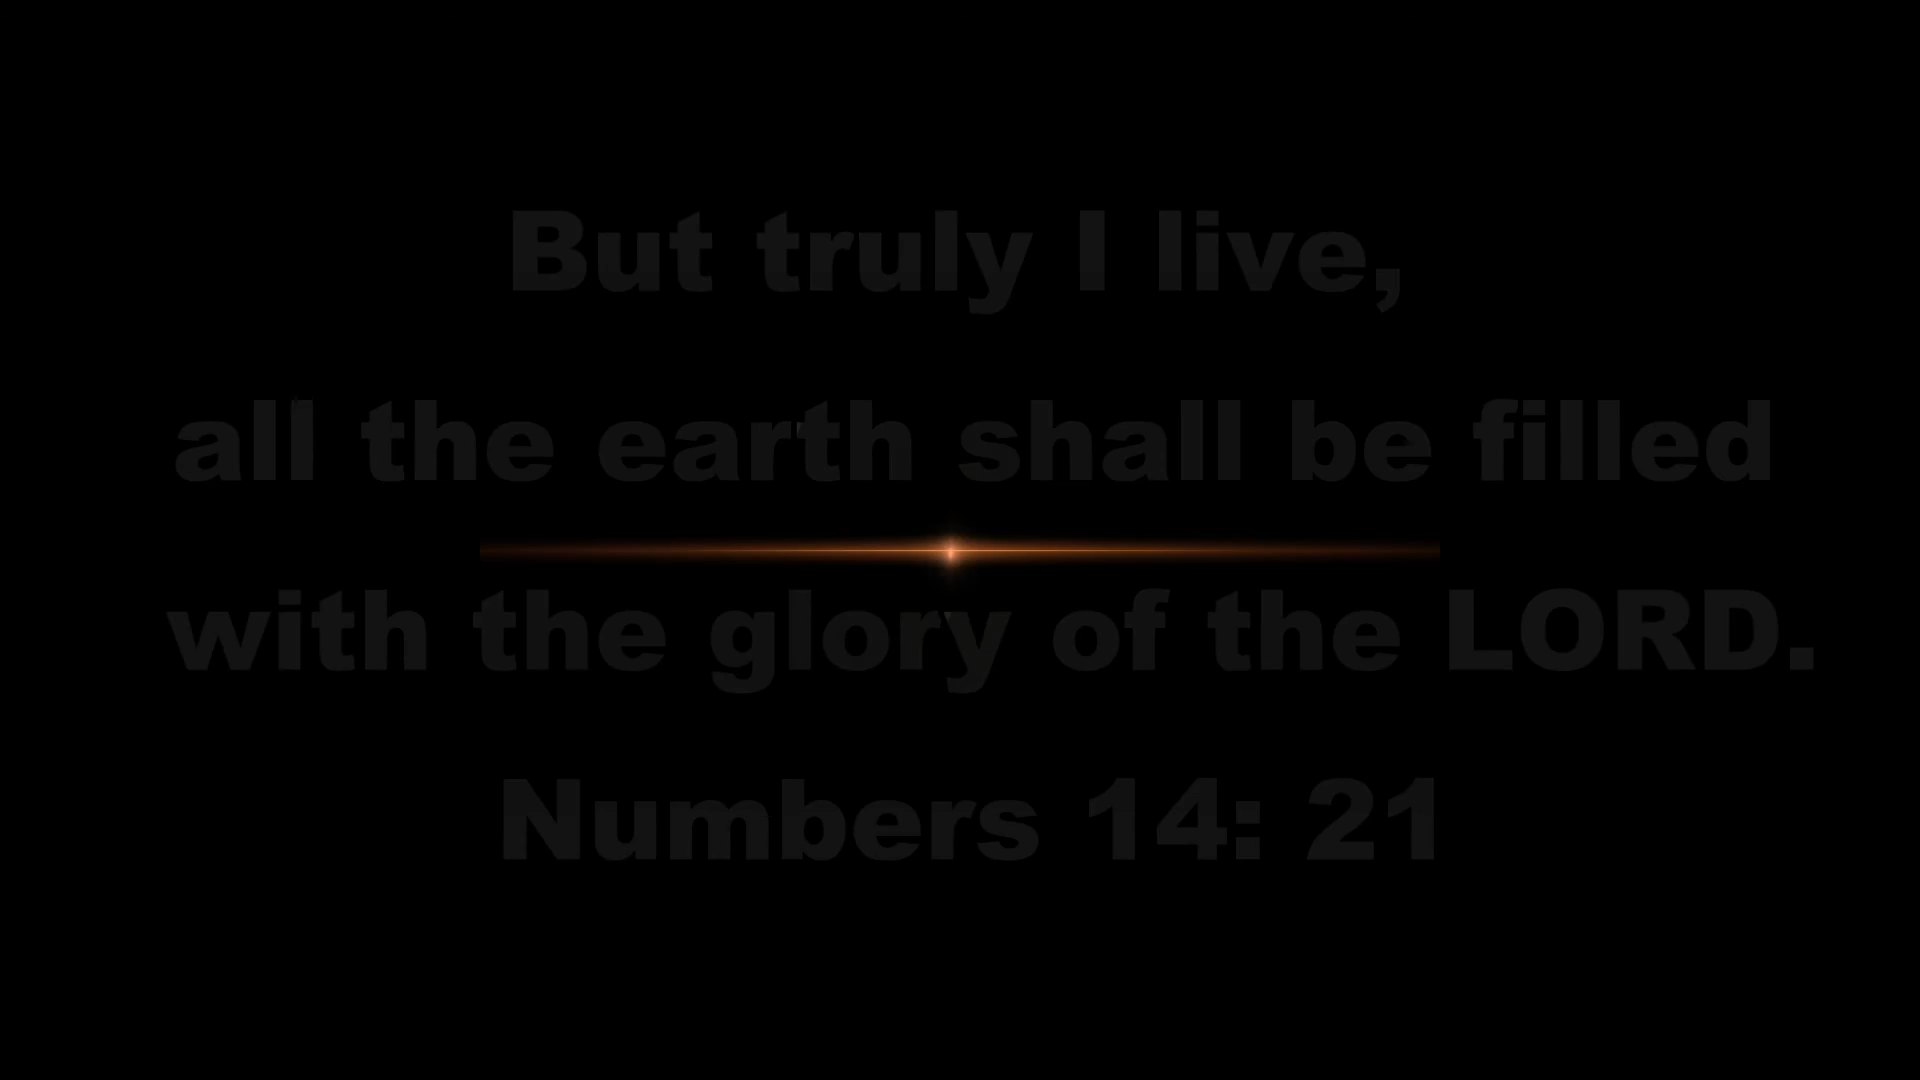 But truly I live,
all the earth shall be filled
with the glory of the LORD.
Numbers 14: 21